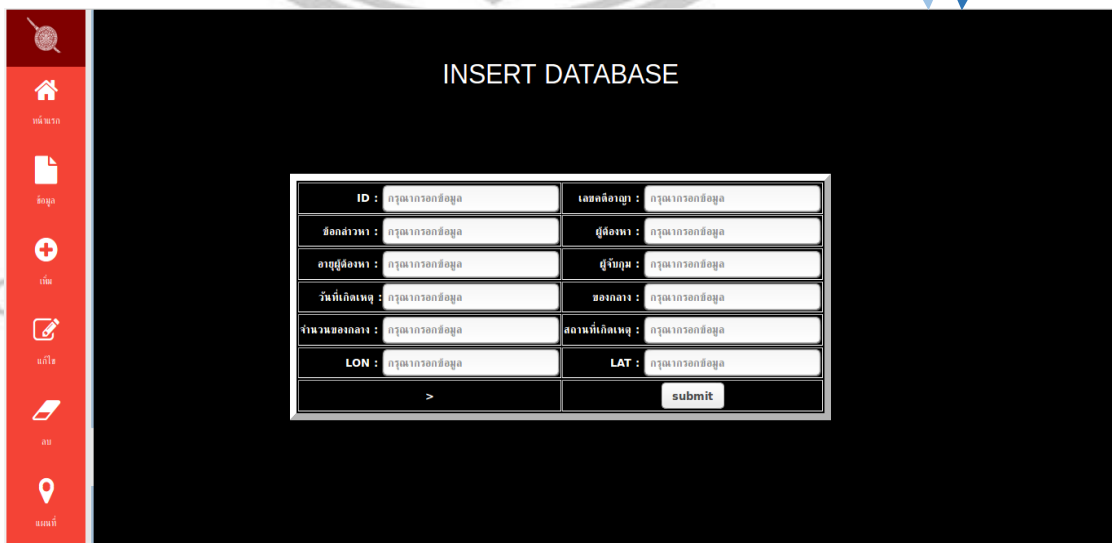 INSERT DATABASE
หน้าแรก
ข้อมูล
เพิ่ม
แก้ไข
ลบ
แผนที่
ID : กรุณากรอกข้อมูล เลขคดีอาญา : กรุณากรอกข้อมูล
ข้อกล่าวหา : กรุณากรอกข้อมูล ผู้ต้องหา : กรุณากรอกข้อมูล
อายุผู้ต้องหา : กรุณากรอกข้อมูล ผู้จับกุม : กรุณากรอกข้อมูล
วันที่เกิดเหตุ : กรุณากรอกข้อมูล ของกลาง : กรุณากรอกข้อมูล
จำนวนของกลาง : กรุณากรอกข้อมูล สถานที่เกิดเหตุ : กรุณากรอกข้อมูล
LON : กรุณากรอกข้อมูล LAT : กรุณากรอกข้อมูล
> submit